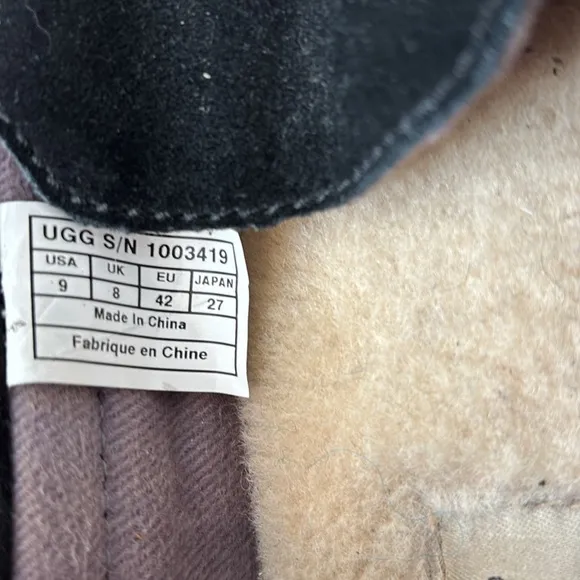 UGG S/N 1003419
USA UK EU JAPAN
9 8 42 27
Made In China
Fabrique en Chine